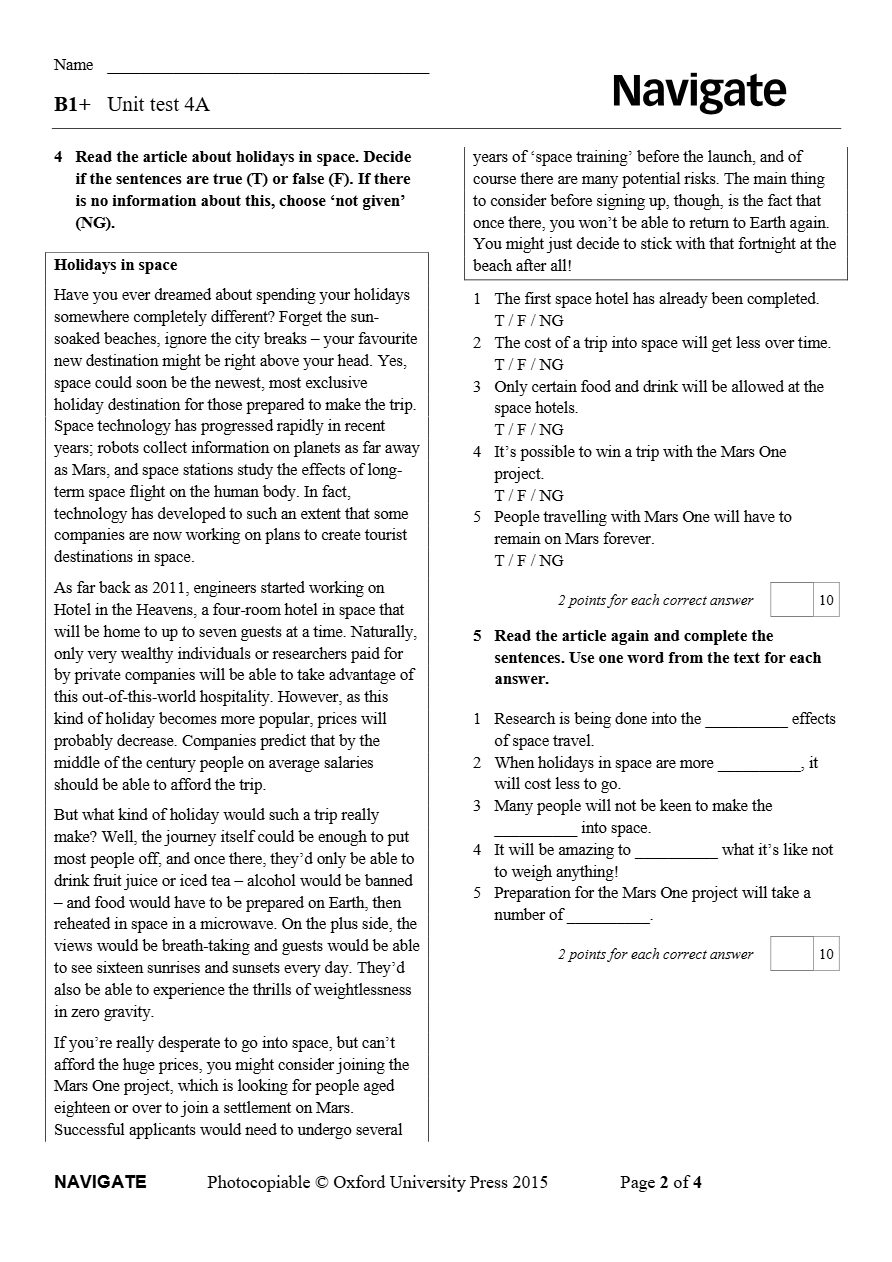 Name
Navigate
B1+ Unit test 4A
4 Read the article about holidays in space. Decide
if the sentences are true (T) or false (F). If there
is no information about this, choose ‘not given’
(NG).
Holidays in space
Have you ever dreamed about spending your holidays
somewhere completely different? Forget the sun-
soaked beaches, ignore the city breaks – your favourite
new destination might be right above your head. Yes,
space could soon be the newest, most exclusive
holiday destination for those prepared to make the trip.
Space technology has progressed rapidly in recent
years; robots collect information on planets as far away
as Mars, and space stations study the effects of long-
term space flight on the human body. In fact,
technology has developed to such an extent that some
companies are now working on plans to create tourist
destinations in space.
As far back as 2011, engineers started working on
Hotel in the Heavens, a four-room hotel in space that
will be home to up to seven guests at a time. Naturally,
only very wealthy individuals or researchers paid for
by private companies will be able to take advantage of
this out-of-this-world hospitality. However, as this
kind of holiday becomes more popular, prices will
probably decrease. Companies predict that by the
middle of the century people on average salaries
should be able to afford the trip.
But what kind of holiday would such a trip really
make? Well, the journey itself could be enough to put
most people off, and once there, they’d only be able to
drink fruit juice or iced tea – alcohol would be banned
– and food would have to be prepared on Earth, then
reheated in space in a microwave. On the plus side, the
views would be breath-taking and guests would be able
to see sixteen sunrises and sunsets every day. They’d
also be able to experience the thrills of weightlessness
in zero gravity.
If you’re really desperate to go into space, but can’t
afford the huge prices, you might consider joining the
Mars One project, which is looking for people aged
eighteen or over to join a settlement on Mars.
Successful applicants would need to undergo several
years of ‘space training’ before the launch, and of
course there are many potential risks. The main thing
to consider before signing up, though, is the fact that
once there, you won’t be able to return to Earth again.
You might just decide to stick with that fortnight at the
beach after all!
1 The first space hotel has already been completed.
T / F / NG
2 The cost of a trip into space will get less over time.
T / F / NG
3 Only certain food and drink will be allowed at the
space hotels.
T / F / NG
4 It’s possible to win a trip with the Mars One
project.
T / F / NG
5 People travelling with Mars One will have to
remain on Mars forever.
T / F / NG
2 points for each correct answer 10
5 Read the article again and complete the
sentences. Use one word from the text for each
answer.
1 Research is being done into the __________ effects
of space travel.
2 When holidays in space are more __________, it
will cost less to go.
3 Many people will not be keen to make the
__________ into space.
4 It will be amazing to __________ what it’s like not
to weigh anything!
5 Preparation for the Mars One project will take a
number of __________.
2 points for each correct answer 10
NAVIGATE Photocopiable © Oxford University Press 2015 Page 2 of 4